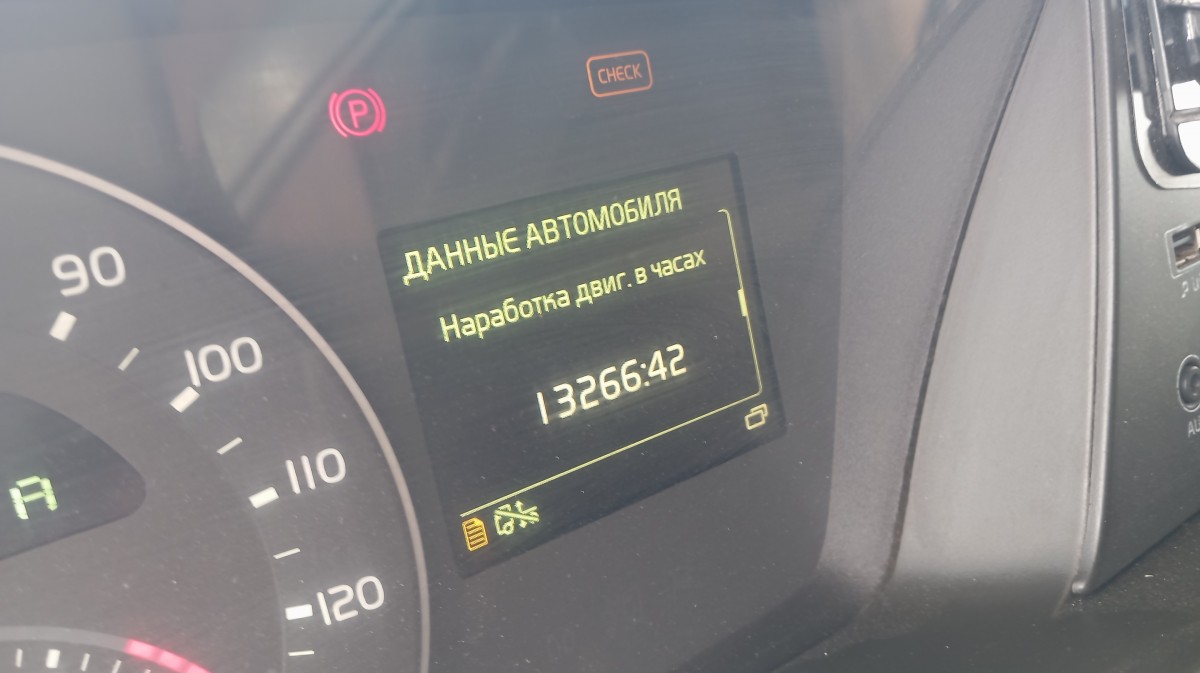 CHECK
P
ДАННЫЕ АВТОМОБИЛЯ
Наработка двиг. в часах
13266:42
90
100
110
120
A